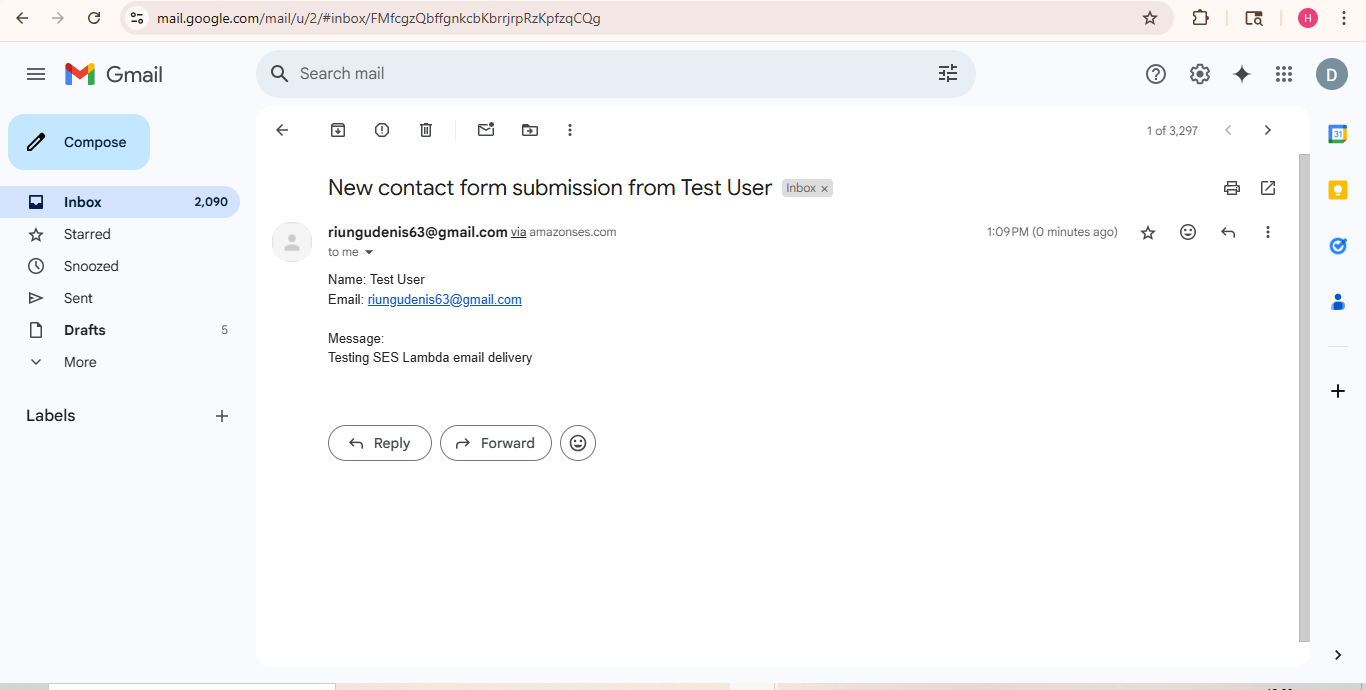 mail.google.com/mail/u/2/#inbox/FMfcgzQbffgnkcbKbrrjrpRzKpfzqCQg
H
Gmail
Search mail
D
Compose
1 of 3,297
31
Inbox 2,090
Starred
Snoozed
Sent
Drafts 5
More
Labels
New contact form submission from Test User Inbox ×
riungudenis63@gmail.com via amazonses.com 1:09 PM (0 minutes ago)
to me
Name: Test User
Email: riungudenis63@gmail.com
Message:
Testing SES Lambda email delivery
Reply Forward